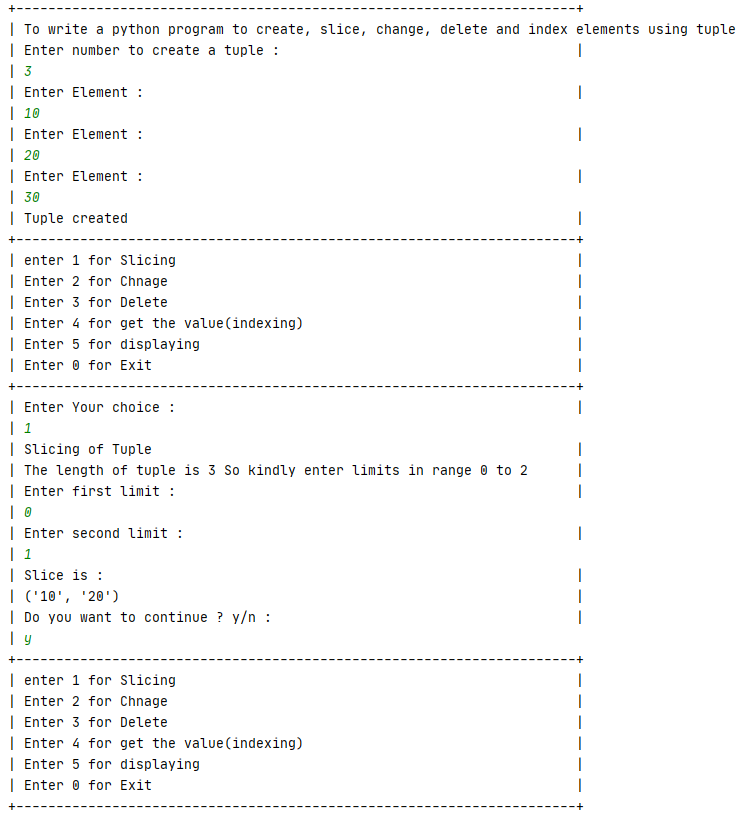 +----------------------------------------------------------------------+
| To write a python program to create, slice, change, delete and index elements using tuple
| Enter number to create a tuple :                                     |
| 3
| Enter Element :                                                      |
| 10
| Enter Element :                                                      |
| 20
| Enter Element :                                                      |
| 30
| Tuple created                                                        |
+----------------------------------------------------------------------+
| enter 1 for Slicing                                                  |
| Enter 2 for Chnage                                                   |
| Enter 3 for Delete                                                   |
| Enter 4 for get the value(indexing)                                  |
| Enter 5 for displaying                                               |
| Enter 0 for Exit                                                     |
+----------------------------------------------------------------------+
| Enter Your choice :                                                  |
| 1
| Slicing of Tuple                                                     |
| The length of tuple is 3 So kindly enter limits in range 0 to 2      |
| Enter first limit :                                                  |
| 0
| Enter second limit :                                                 |
| 1
| Slice is :                                                           |
| ('10', '20')                                                         |
| Do you want to continue ? y/n :                                      |
| y
+----------------------------------------------------------------------+
| enter 1 for Slicing                                                  |
| Enter 2 for Chnage                                                   |
| Enter 3 for Delete                                                   |
| Enter 4 for get the value(indexing)                                  |
| Enter 5 for displaying                                               |
| Enter 0 for Exit                                                     |
+----------------------------------------------------------------------+